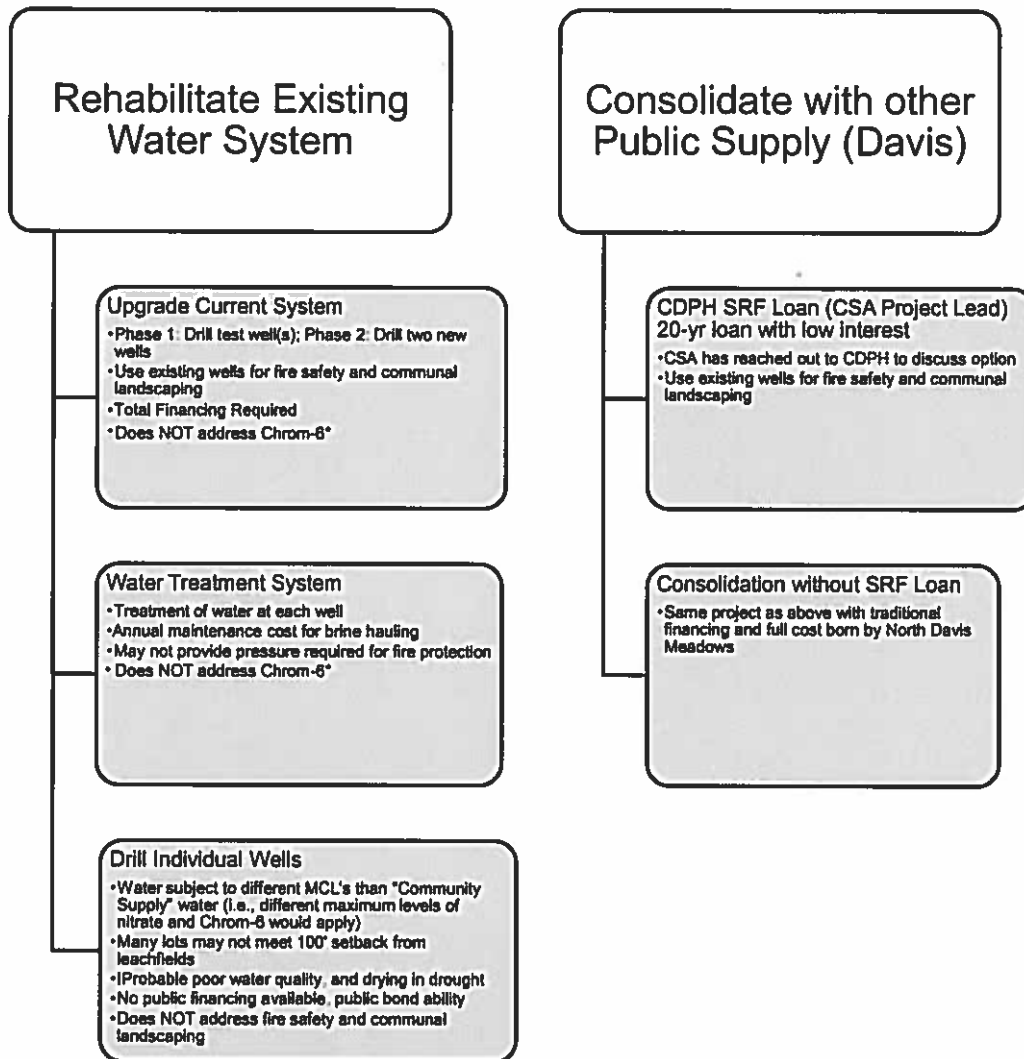 Rehabilitate Existing
Water System
Upgrade Current System
•Phase 1: Drill test well(s); Phase 2: Drill two new
wells
•Use existing wells for fire safety and communal
landscaping
•Total Financing Required
•Does NOT address Chrom-6*
Water Treatment System
•Treatment of water at each well
•Annual maintenance cost for brine hauling
•May not provide pressure required for fire protection
•Does NOT address Chrom-6*
Drill Individual Wells
•Water subject to different MCL's than "Community
Supply" water (i.e., different maximum levels of
nitrate and Chrom-6 would apply)
•Many lots may not meet 100' setback from
leachfields
•IProbable poor water quality, and drying in drought
•No public financing available, public bond ability
•Does NOT address fire safety and communal
landscaping
Consolidate with other
Public Supply (Davis)
CDPH SRF Loan (CSA Project Lead)
20-yr loan with low interest
•CSA has reached out to CDPH to discuss option
•Use existing wells for fire safety and communal
landscaping
Consolidation without SRF Loan
•Same project as above with traditional
financing and full cost born by North Davis
Meadows